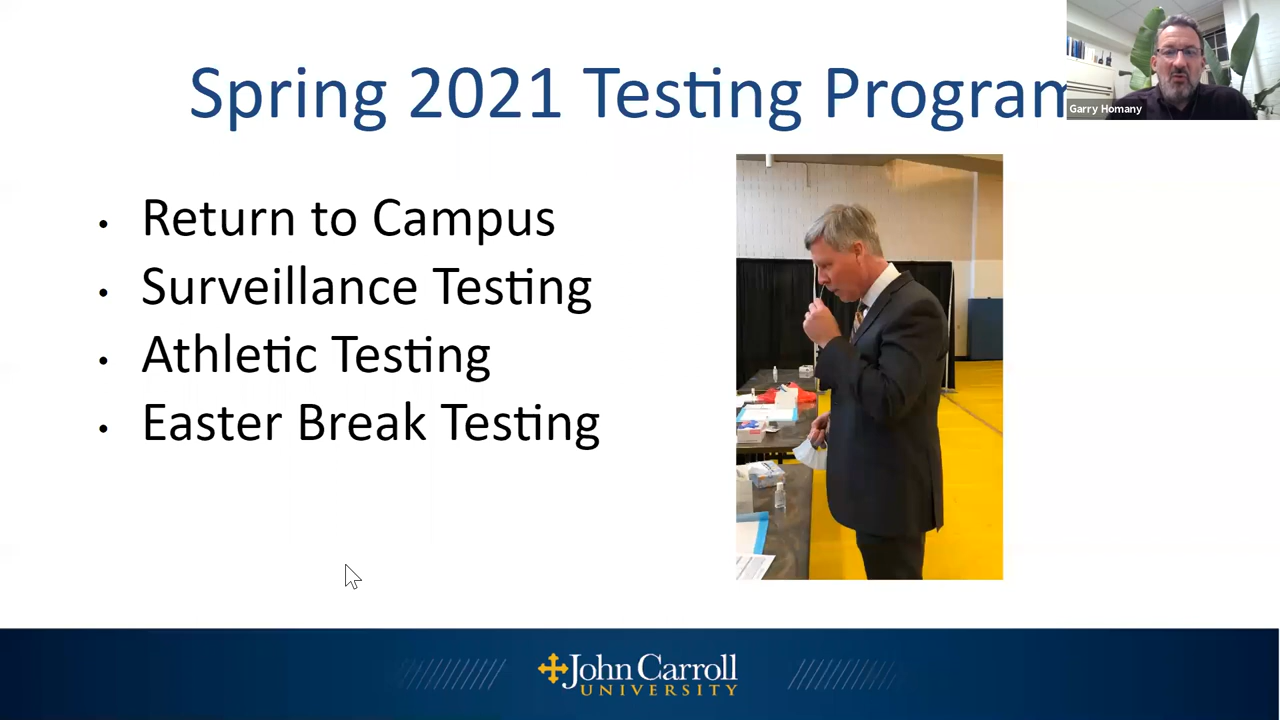 Spring 2021 Testing Program
Garry Homany
• Return to Campus
• Surveillance Testing
• Athletic Testing
• Easter Break Testing
John Carroll
UNIVERSITY